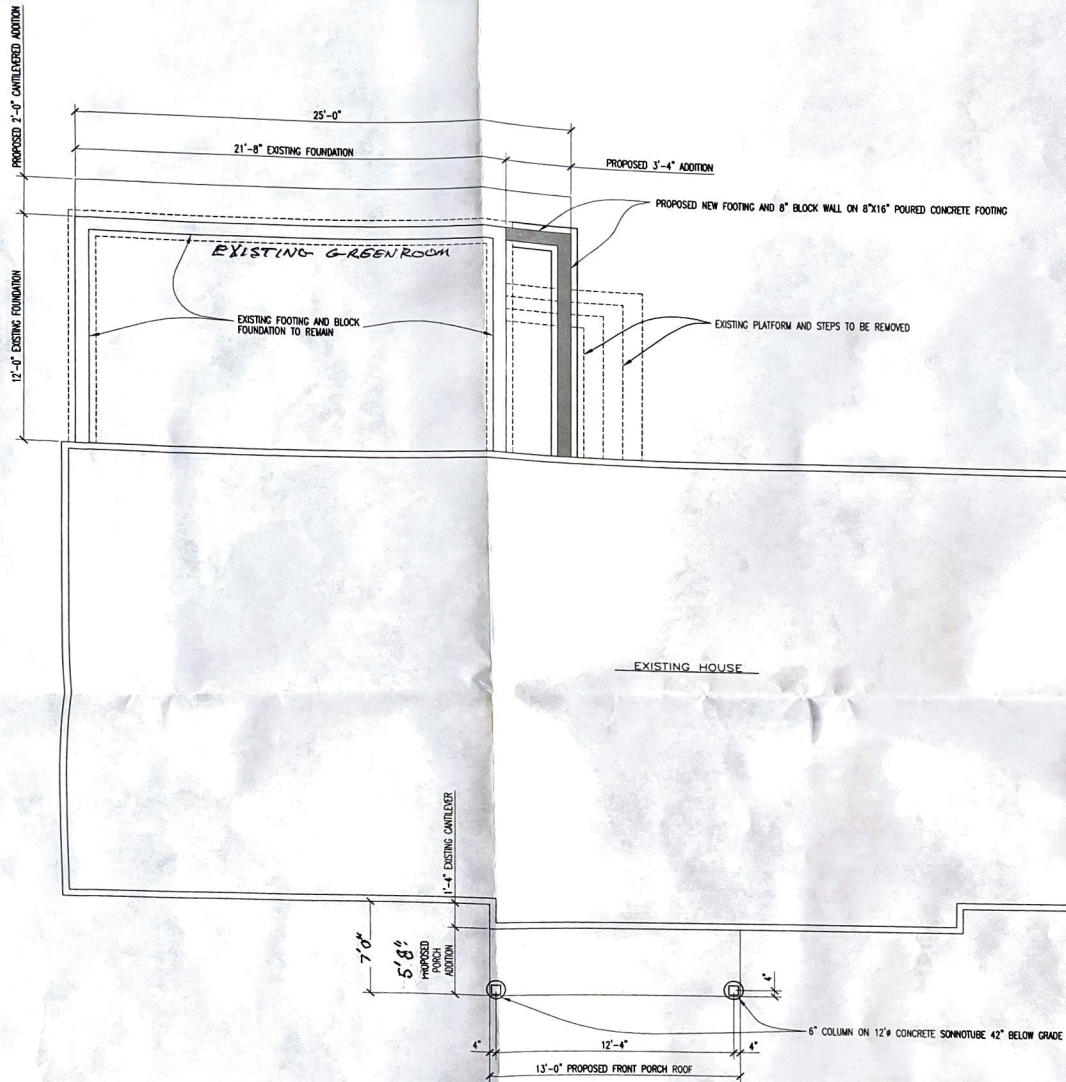 PROPOSED 2'-0" CANTILEVERED ADDITION
25'-0"
21'-8" EXISTING FOUNDATION
PROPOSED 3'-4" ADDITION
PROPOSED NEW FOOTING AND 8" BLOCK WALL ON 8"X16" POURED CONCRETE FOOTING
EXISTING GREENROOM
12'-0" EXISTING FOUNDATION
EXISTING FOOTING AND BLOCK
FOUNDATION TO REMAIN
EXISTING PLATFORM AND STEPS TO BE REMOVED
EXISTING HOUSE
1'-4" EXISTING CANTILEVER
7'0"
5'8"
PROPOSED
PORCH
ADDITION
4"
6" COLUMN ON 12"ø CONCRETE SONNOTUBE 42" BELOW GRADE
4"
12'-4"
4"
13'-0" PROPOSED FRONT PORCH ROOF